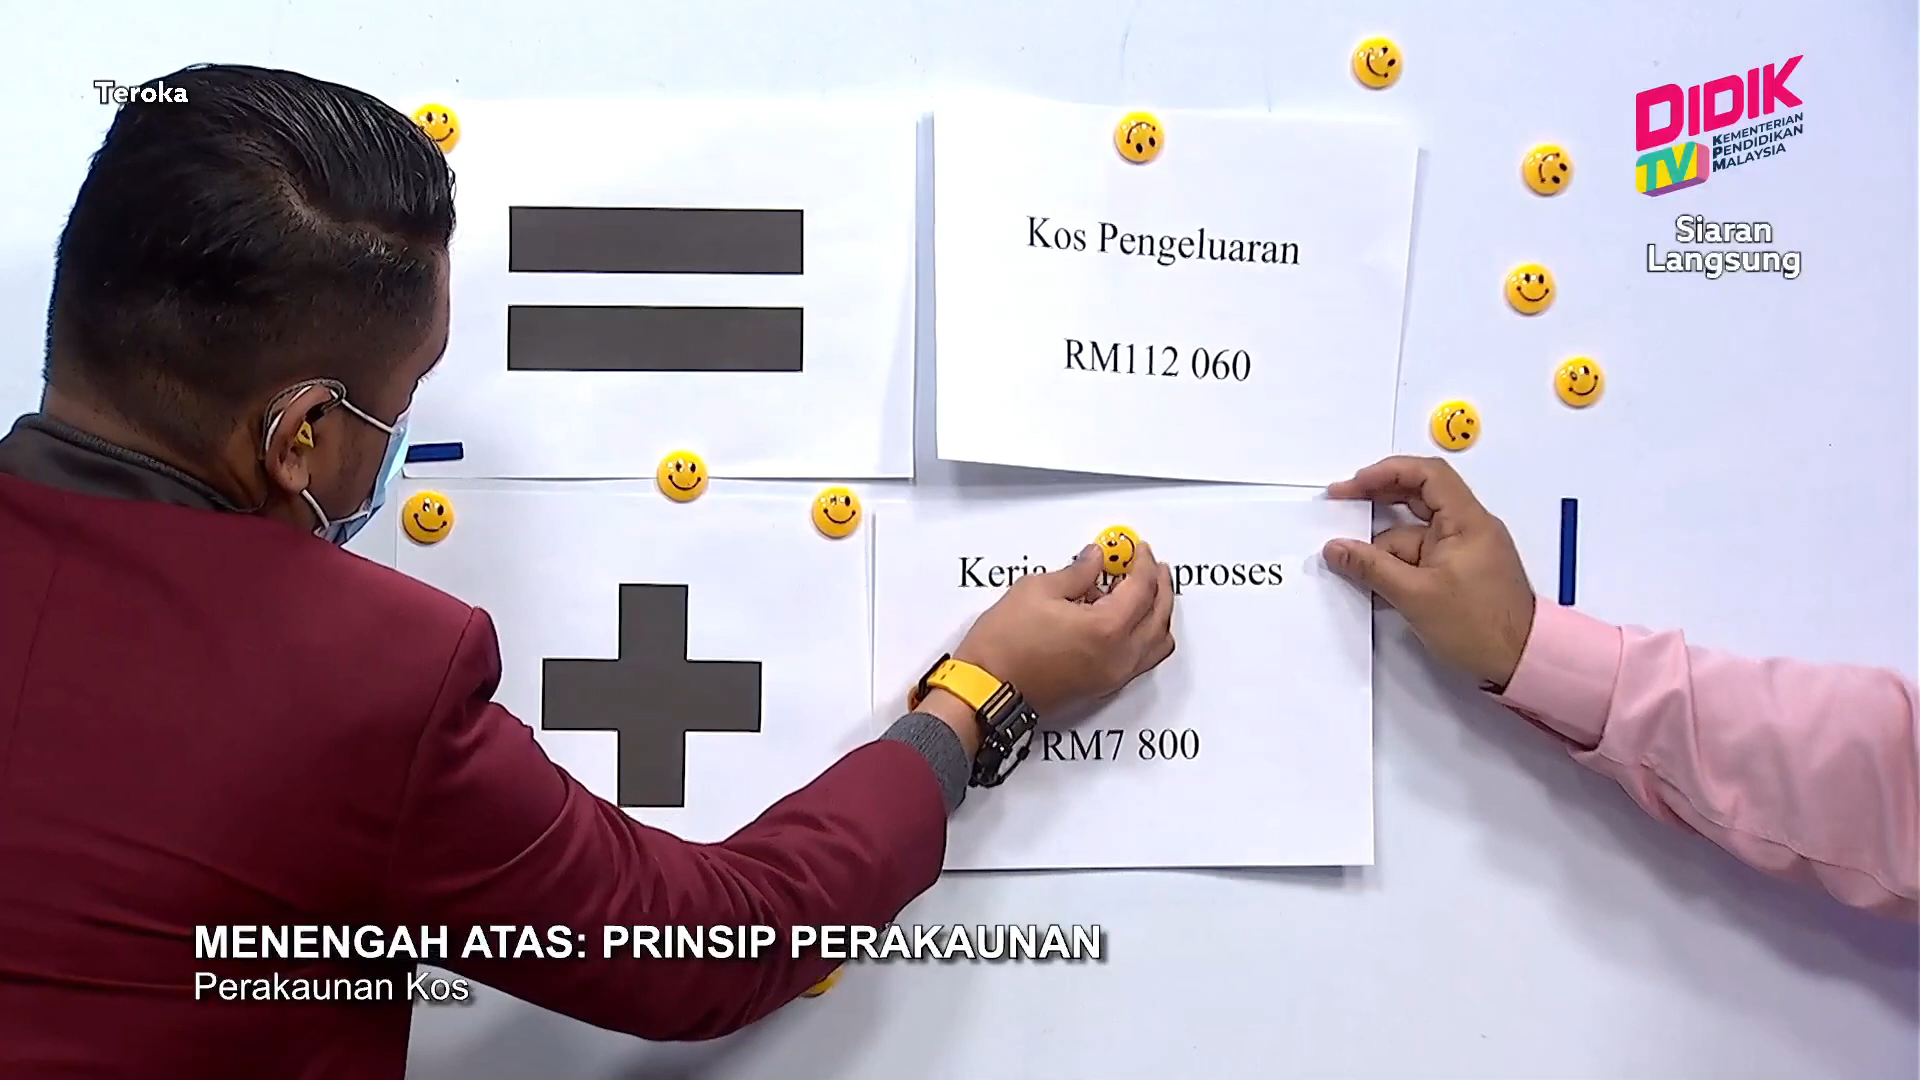 Teroka
DIDIK
TV
KEMENTERIAN
PENDIDIKAN
MALAYSIA
Siaran
Langsung
Kos Pengeluaran
RM112 060
proses
RM7 800
MENENGAH ATAS: PRINSIP PERAKAUNAN
Perakaunan Kos